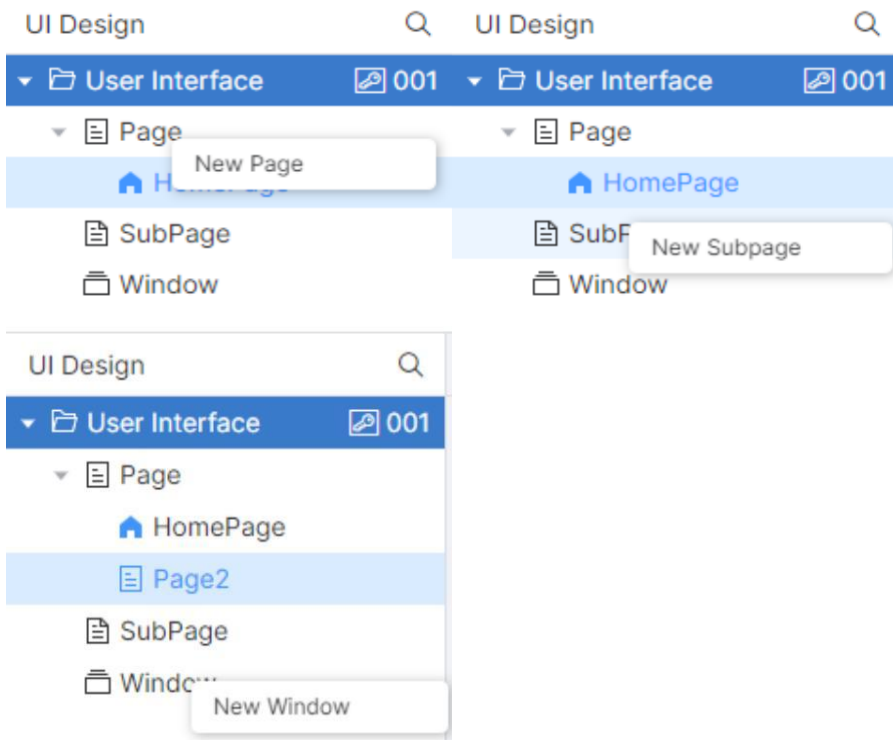 UI Design
User Interface 001
Page
New Page
SubPage
Window
UI Design
User Interface 001
Page
HomePage
New Subpage
Window
UI Design
User Interface 001
Page
HomePage
Page2
SubPage
New Window